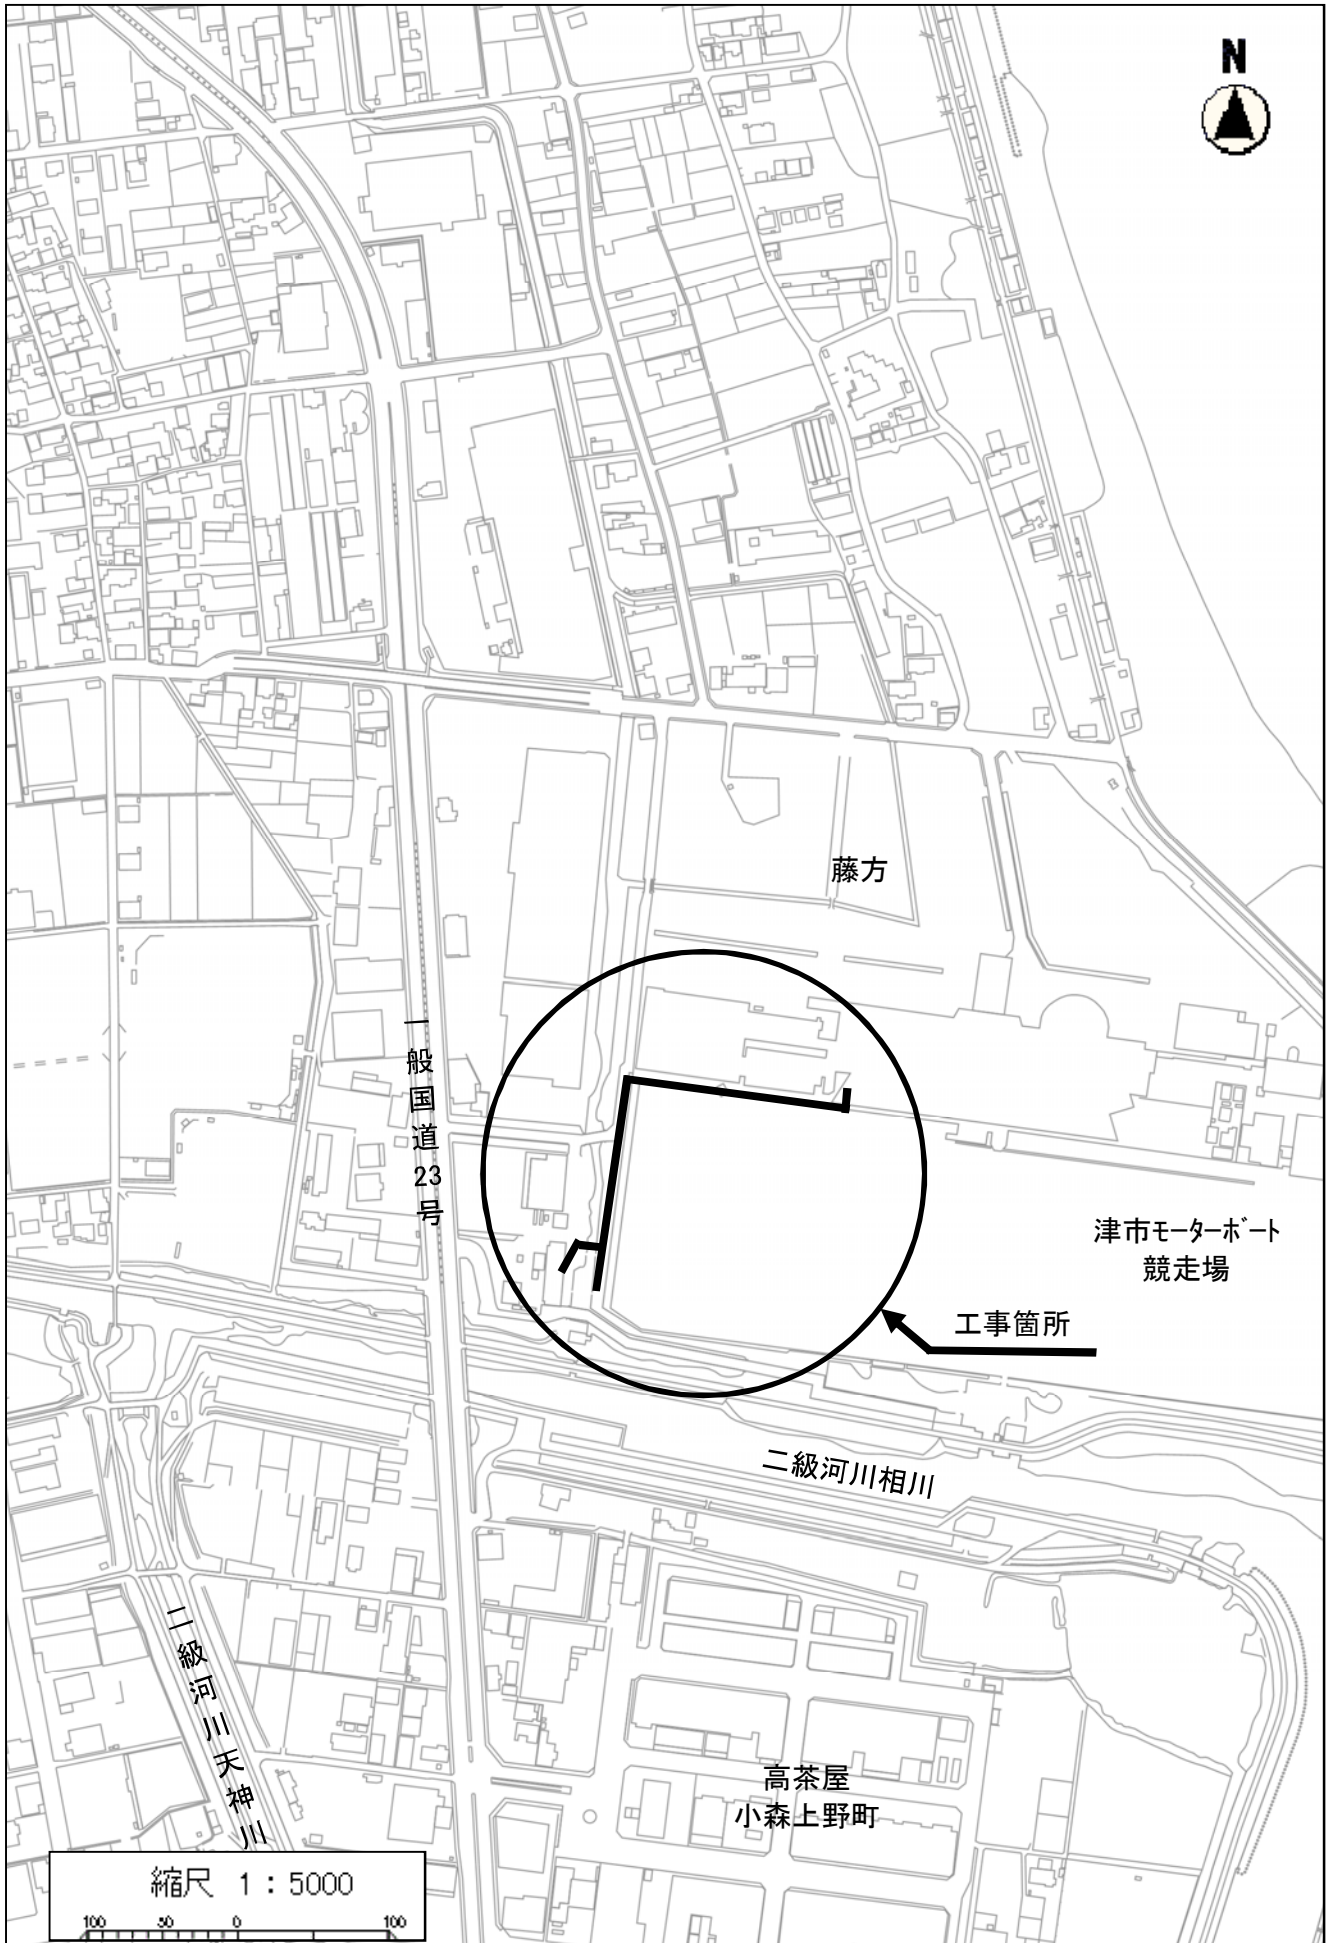 N
藤方
一般国道23号
津市モーターボート
競走場
工事箇所
二級河川相川
二級河川天神川
高茶屋
小森上野町
縮尺 1：5000
100 50 0 100